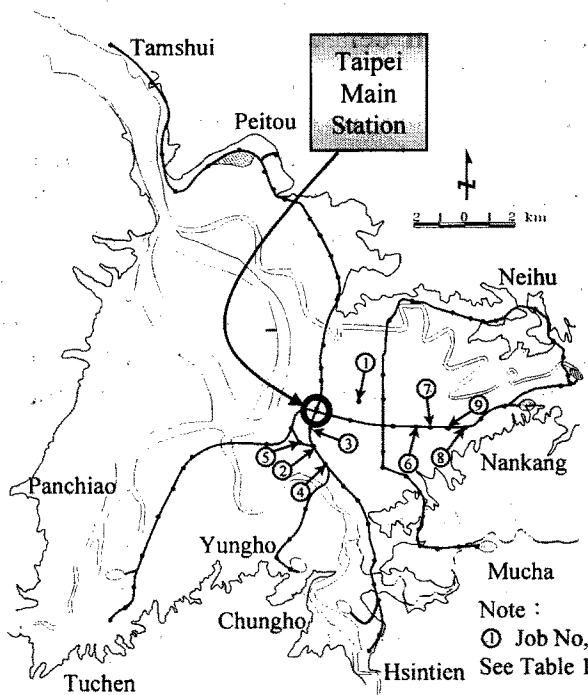 Tamshui
Taipei
Main
Station
Peitou
2 0 2 km
Neihu
①
⑦
⑨
③
⑤
②
④
⑥
⑧
Nankang
Panchiao
Yungho
Chungho
Mucha
Note :
① Job No,
See Table 1
Hsintien
Tuchen